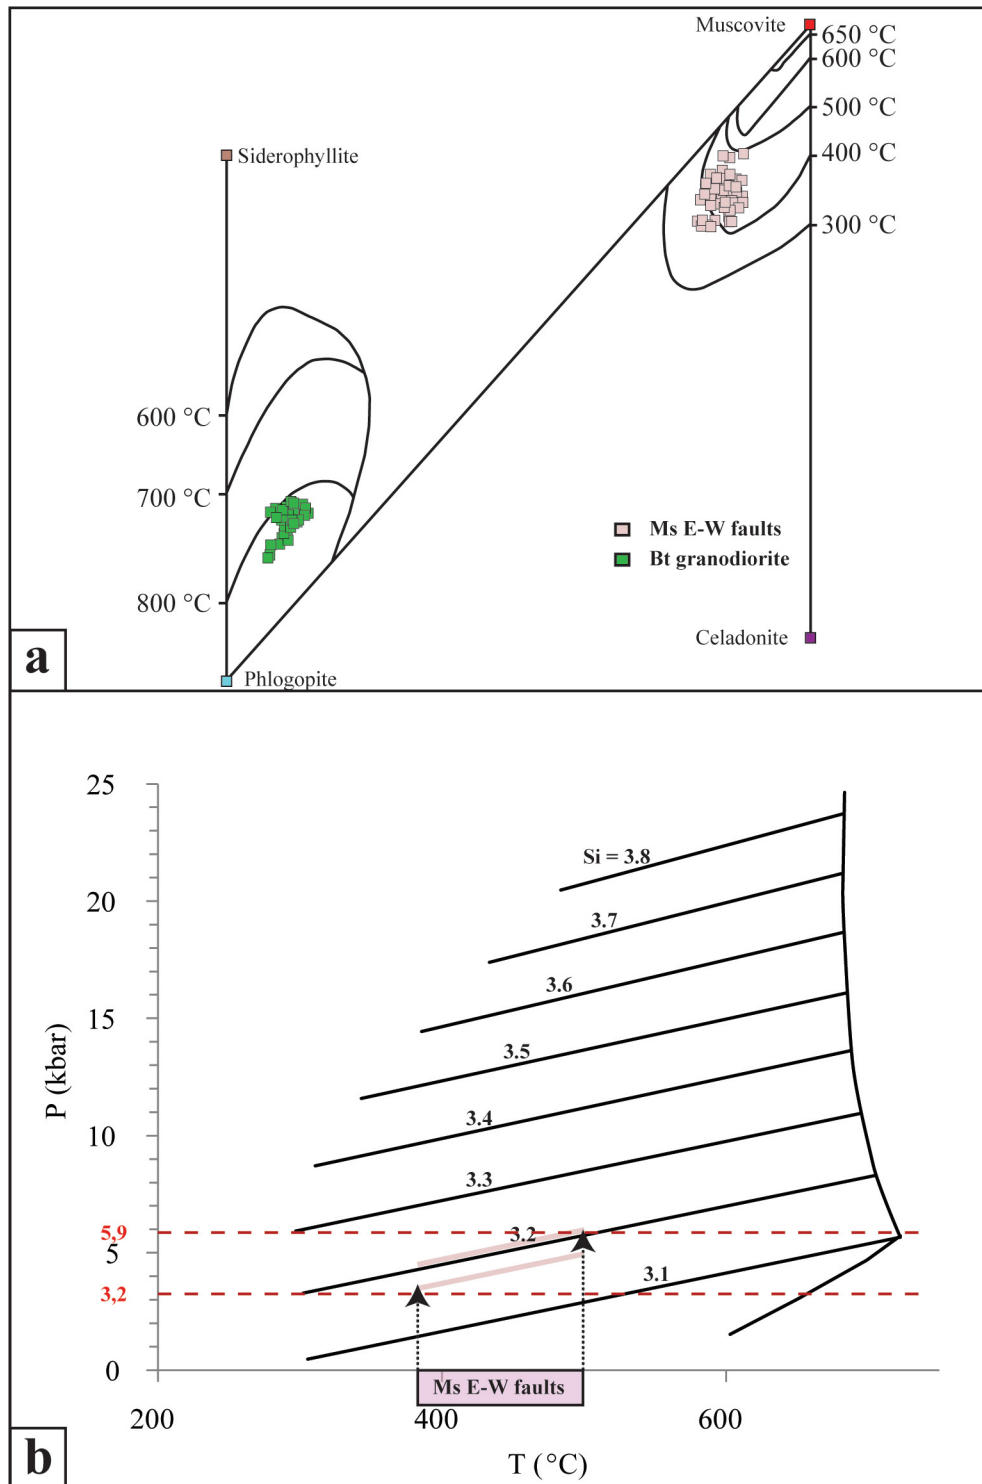 Muscovite
650 °C
600 °C
500 °C
400 °C
300 °C
Siderophyllite
600 °C
700 °C
800 °C
Ms E-W faults
Bt granodiorite
Celadonite
Phlogopite
a
25
20
15
10
5
0
P (kbar)
Si = 3.8
3.7
3.6
3.5
3.4
3.3
3.2
3.1
5,9
3,2
Ms E-W faults
200
400
600
T (°C)
b